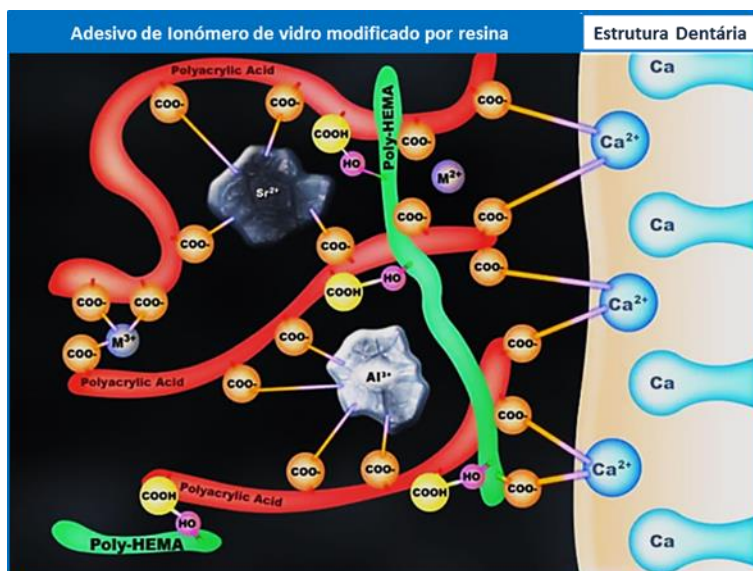 Adesivo de Ionómero de vidro modificado por resina
Estrutura Dentária
Polyacrylic Acid
COO-
COO-
COO-
Ca
COOH
Poly-HEMA
COO-
Ca²⁺
HO
M²⁺
Sr²⁺
COO-
COO-
COO-
COO-
COO-
Ca
COO-
COOH
HO
COO-
COO-
Ca²⁺
M³⁺
COO-
COO-
COO-
Polyacrylic Acid
COO-
Al³⁺
Ca
COO-
COO-
COO-
Ca²⁺
COOH
HO
COO-
COOH
Polyacrylic Acid
HO
Poly-HEMA
Ca